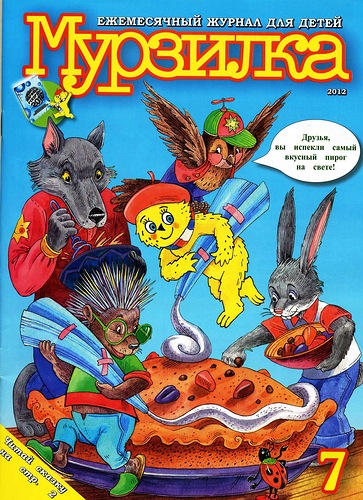 ЕЖЕМЕСЯЧНЫЙ ЖУРНАЛ ДЛЯ ДЕТЕЙ
Мурзилка
2012
Друзья,
вы испекли самый
вкусный пирог
на свете!
Читай сказку
на стр. 2
7